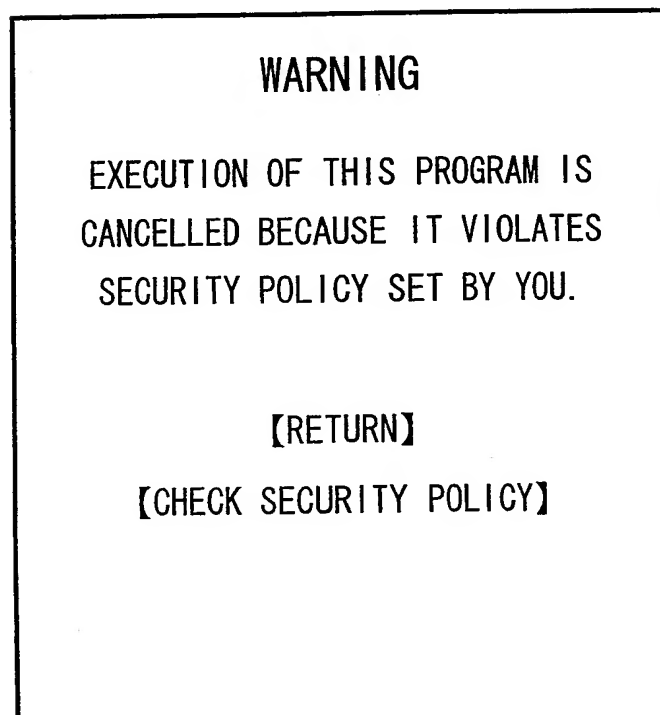 WARNING
EXECUTION OF THIS PROGRAM IS
CANCELLED BECAUSE IT VIOLATES
SECURITY POLICY SET BY YOU.
【RETURN】
【CHECK SECURITY POLICY】